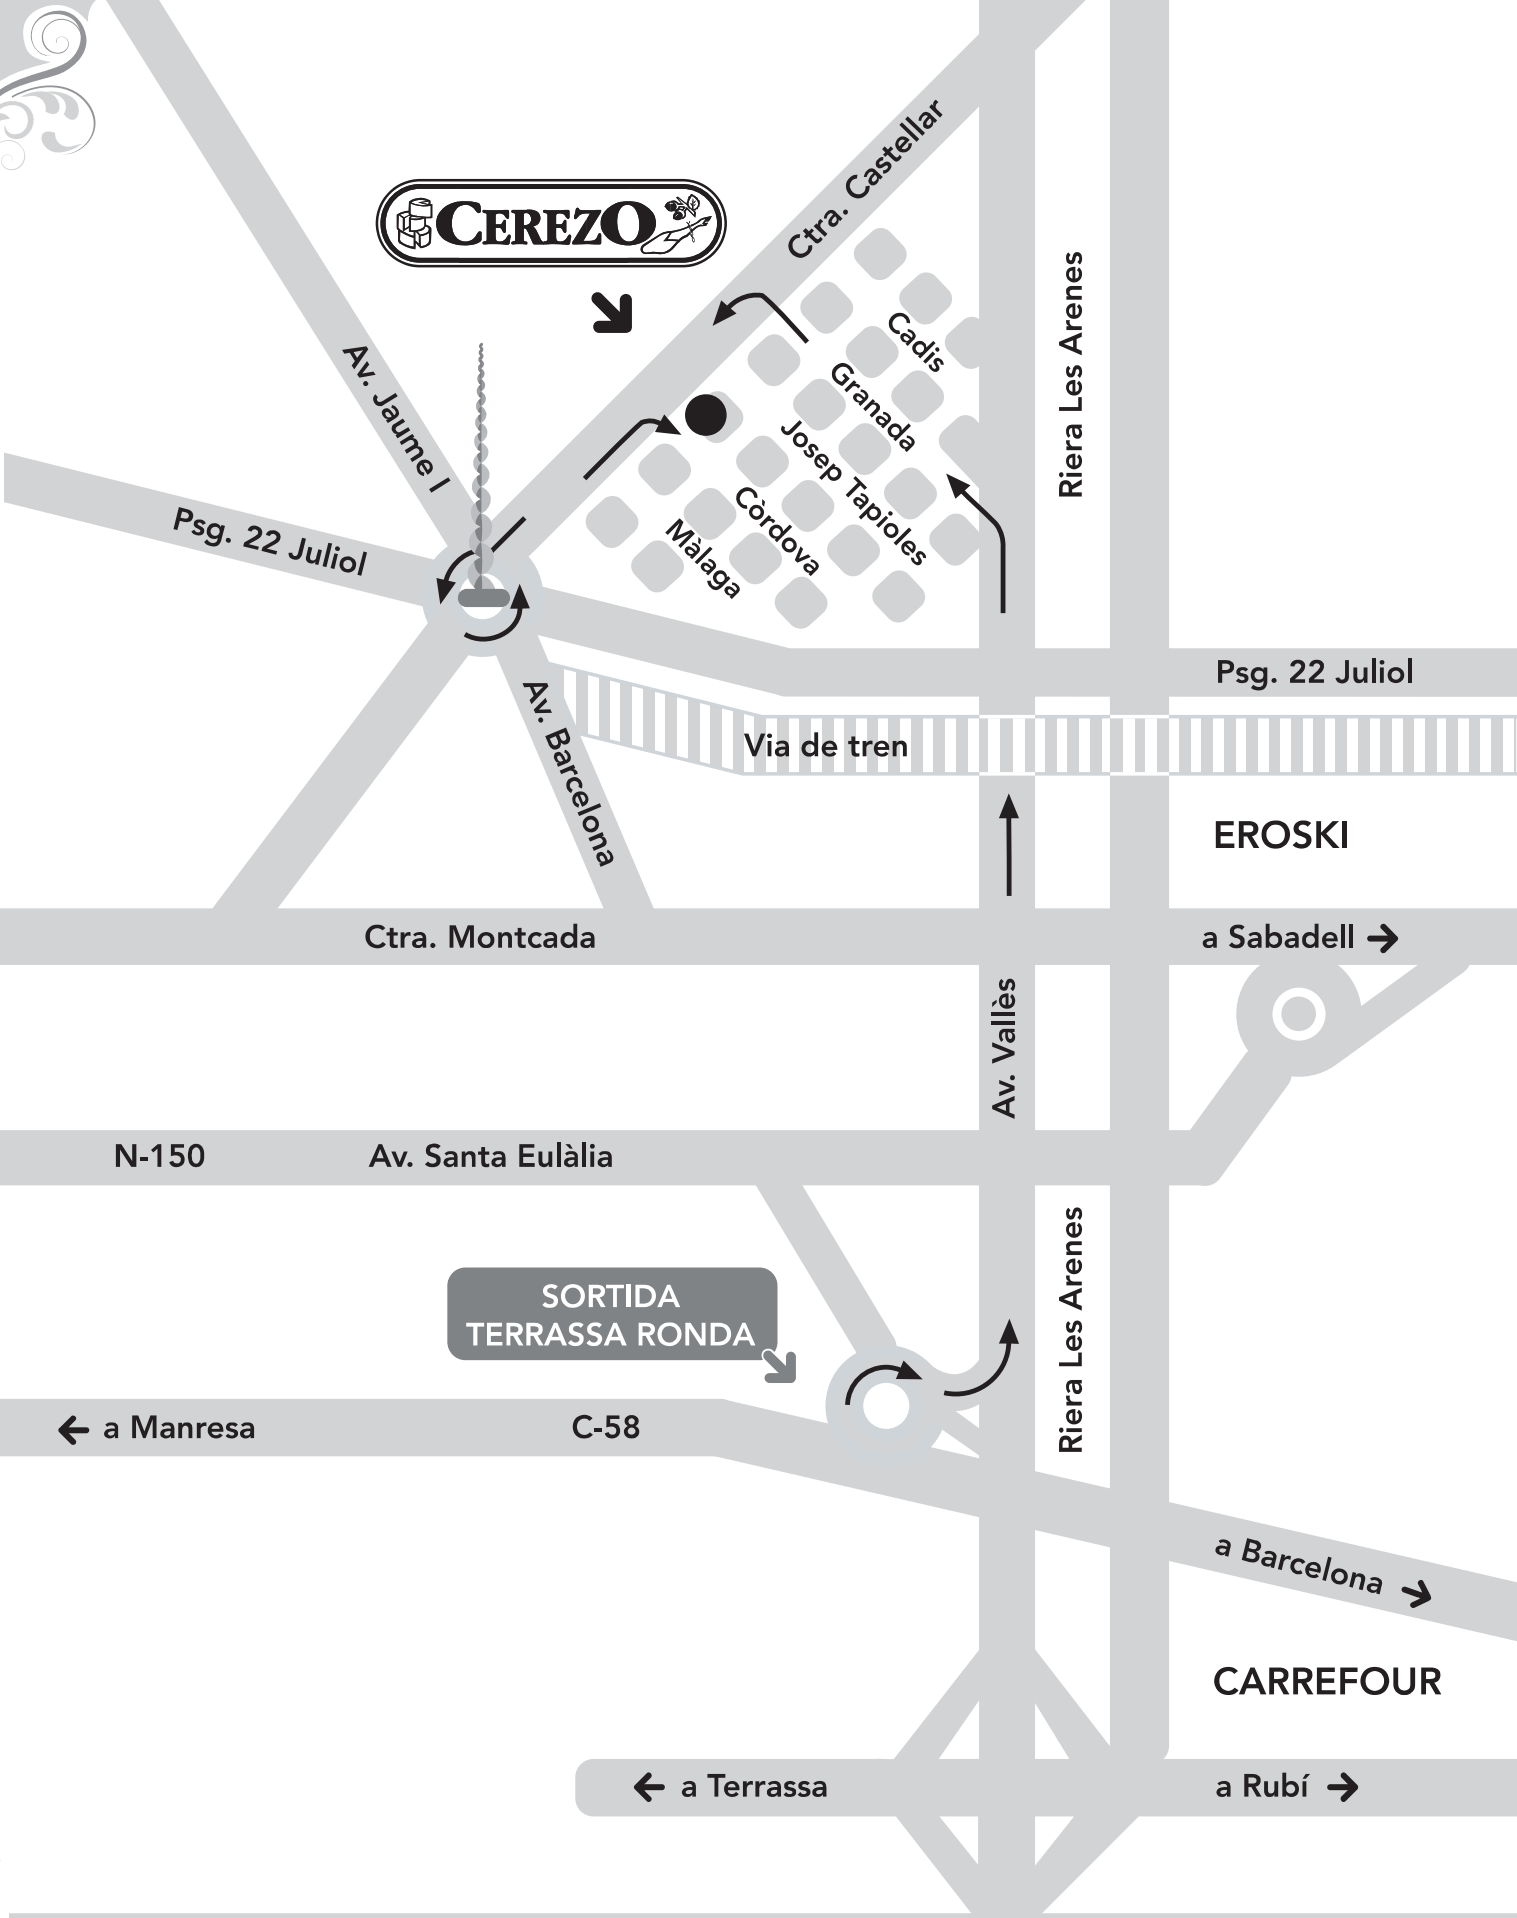 Ctra. Castellar
CEREZO
Riera Les Arenes
Cadis
Av. Jaume I
Granada
Josep Tapioles
Còrdova
Màlaga
Psg. 22 Juliol
Psg. 22 Juliol
Av. Barcelona
Via de tren
EROSKI
Ctra. Montcada
a Sabadell →
Av. Vallès
N-150
Av. Santa Eulàlia
Riera Les Arenes
SORTIDA
TERRASSA RONDA
← a Manresa
C-58
a Barcelona →
CARREFOUR
← a Terrassa
a Rubí →